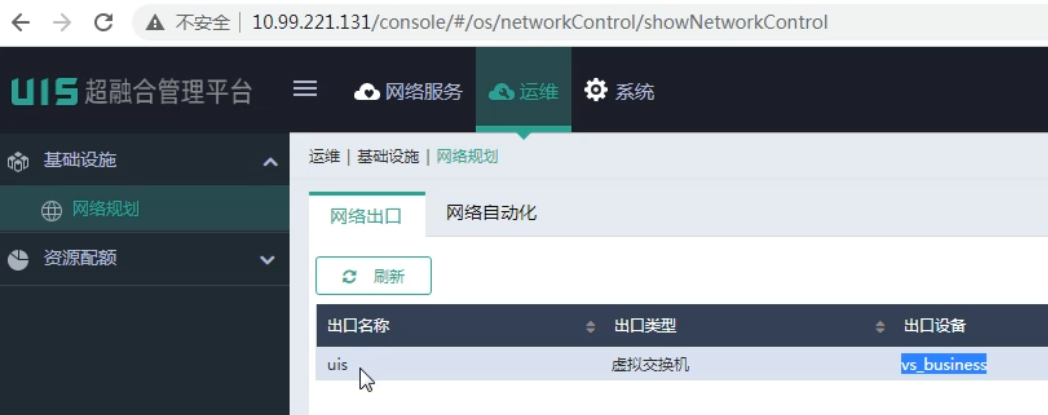 不安全 | 10.99.221.131/console/#/os/networkControl/showNetworkControl
UIS 超融合管理平台 网络服务 运维 系统
基础设施
运维 | 基础设施 | 网络规划
网络规划
网络出口 网络自动化
资源配额
刷新
出口名称 出口类型 出口设备
uis 虚拟交换机 vs_business